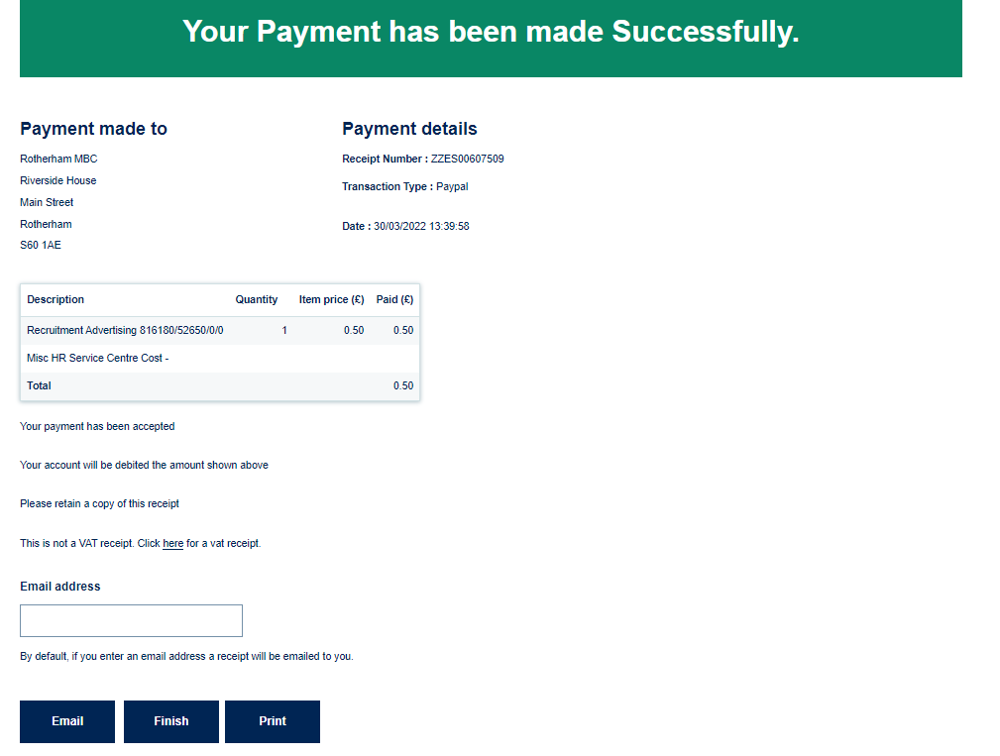 Your Payment has been made Successfully.
Payment made to
Rotherham MBC
Riverside House
Main Street
Rotherham
S60 1AE
Payment details
Receipt Number : ZZES00607509
Transaction Type : Paypal
Date : 30/03/2022 13:39:58
Description Quantity Item price (£) Paid (£)
Recruitment Advertising 816180/52650/0/0 1 0.50 0.50
Misc HR Service Centre Cost -
Total 0.50
Your payment has been accepted
Your account will be debited the amount shown above
Please retain a copy of this receipt
This is not a VAT receipt. Click here for a vat receipt.
Email address
By default, if you enter an email address a receipt will be emailed to you.
Email Finish Print